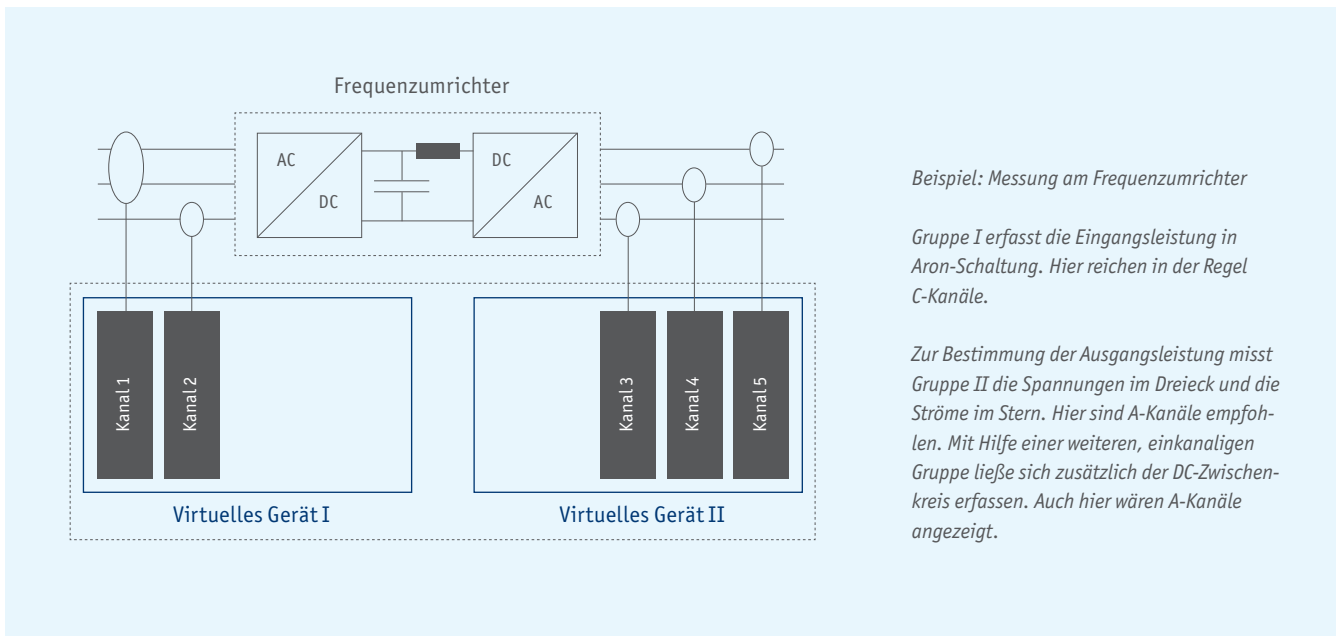 Frequenzumrichter
AC
DC
DC
AC
Kanal 1
Kanal 2
Kanal 3
Kanal 4
Kanal 5
Virtuelles Gerät I
Virtuelles Gerät II
Beispiel: Messung am Frequenzumrichter
Gruppe I erfasst die Eingangsleistung in
Aron-Schaltung. Hier reichen in der Regel
C-Kanäle.
Zur Bestimmung der Ausgangsleistung misst
Gruppe II die Spannungen im Dreieck und die
Ströme im Stern. Hier sind A-Kanäle empfoh-
len. Mit Hilfe einer weiteren, einkanaligen
Gruppe ließe sich zusätzlich der DC-Zwischen-
kreis erfassen. Auch hier wären A-Kanäle
angezeigt.